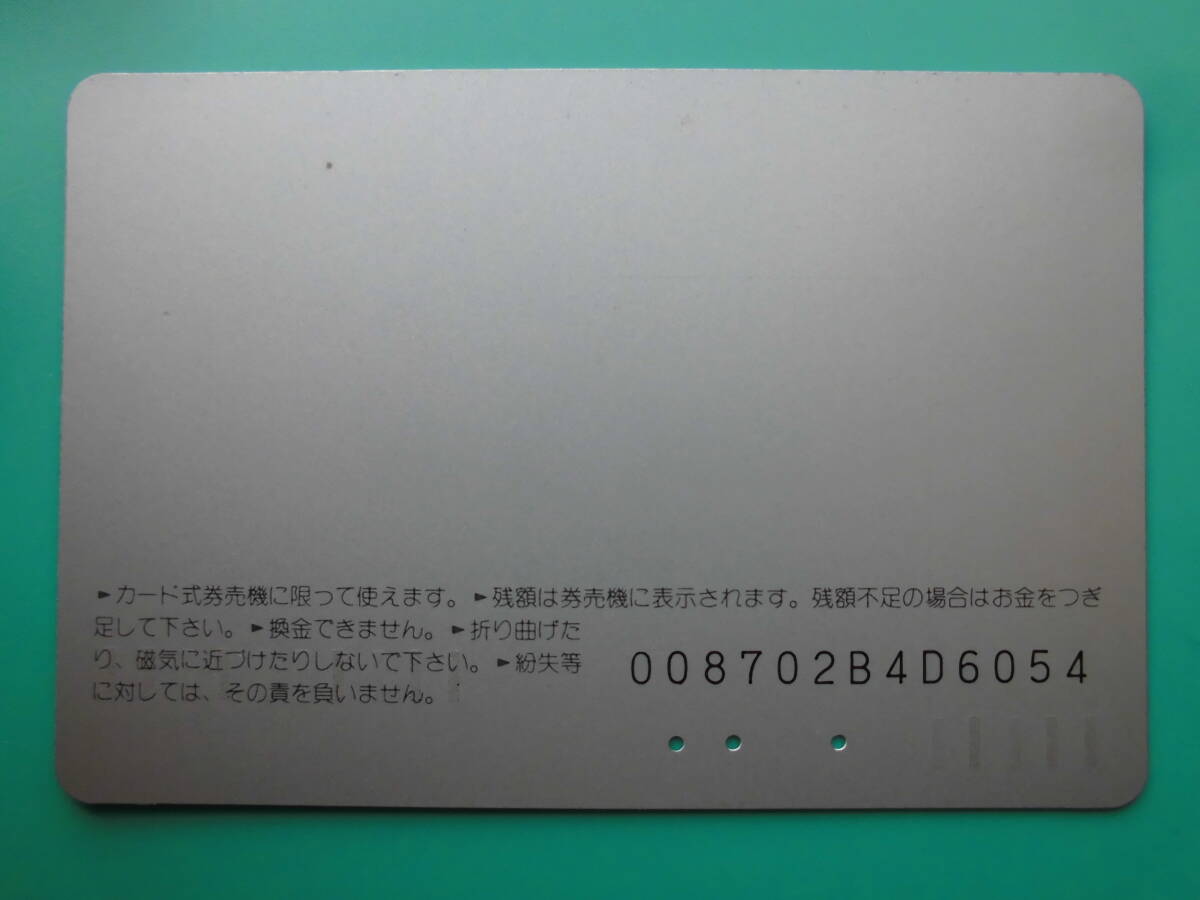 ►カード式券売機に限って使えます。►残額は券売機に表示されます。残額不足の場合はお金をつぎ
足して下さい。►換金できません。►折り曲げた
り、磁気に近づけたりしないで下さい。►紛失等
に対しては、その責を負いません。
008702B4D6054